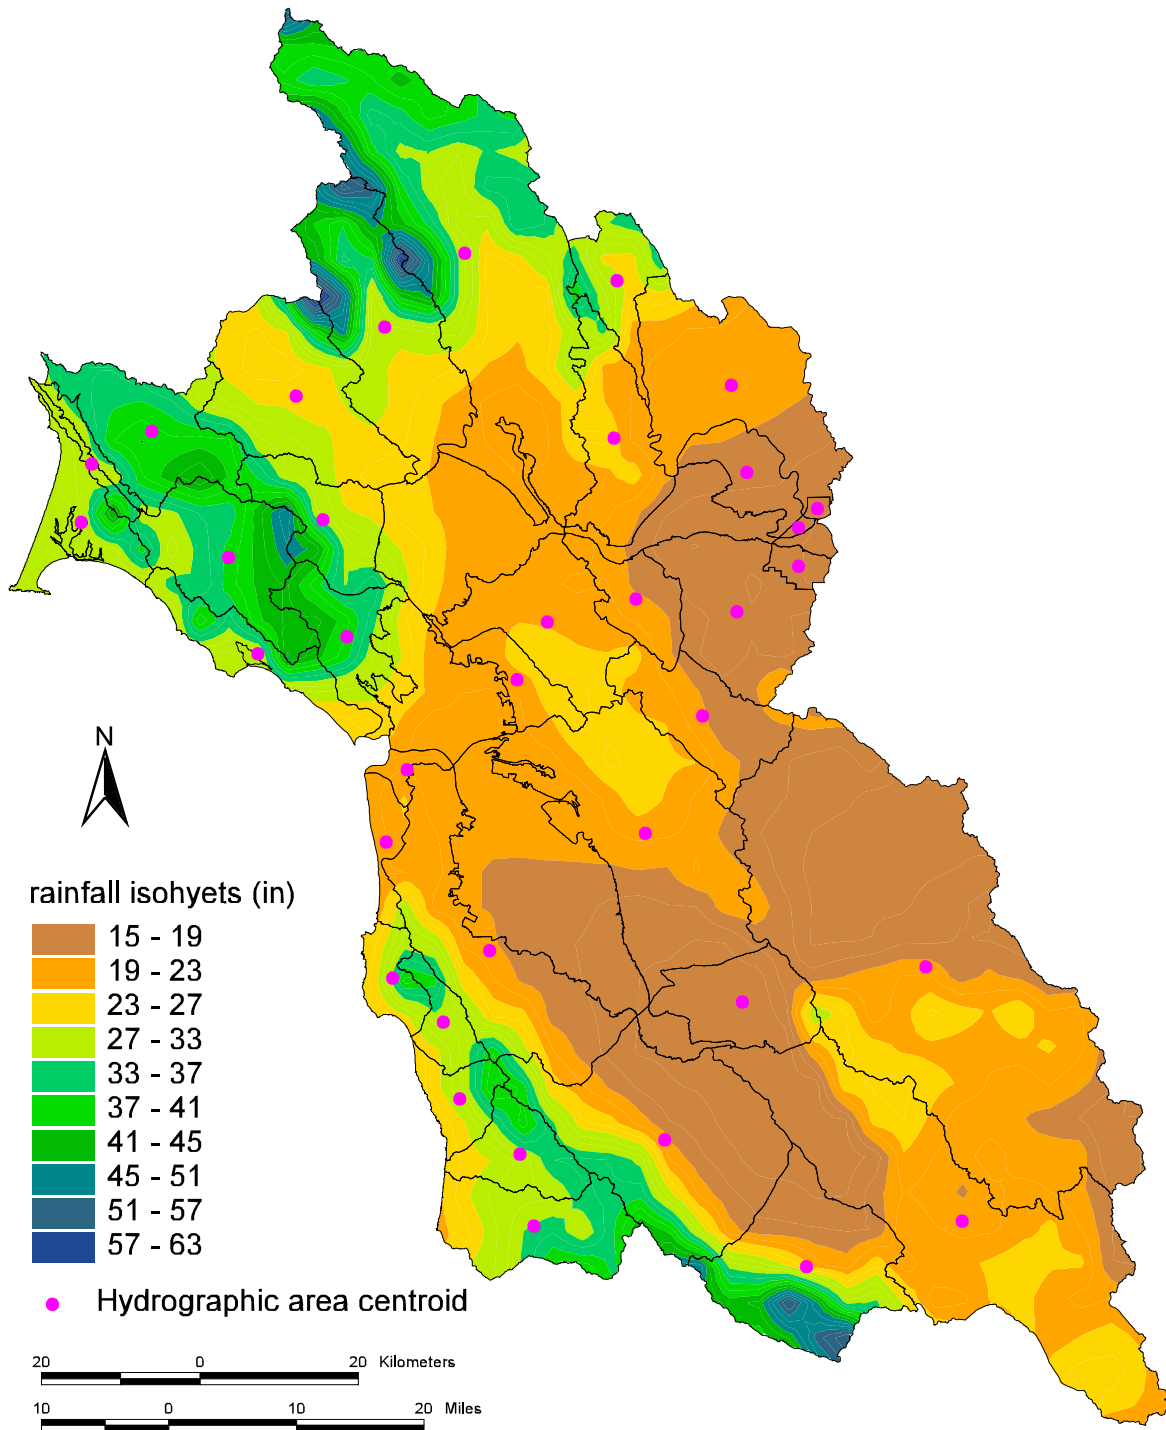 N
rainfall isohyets (in)
15 - 19
19 - 23
23 - 27
27 - 33
33 - 37
37 - 41
41 - 45
45 - 51
51 - 57
57 - 63
Hydrographic area centroid
20 0 20 Kilometers
10 0 10 20 Miles